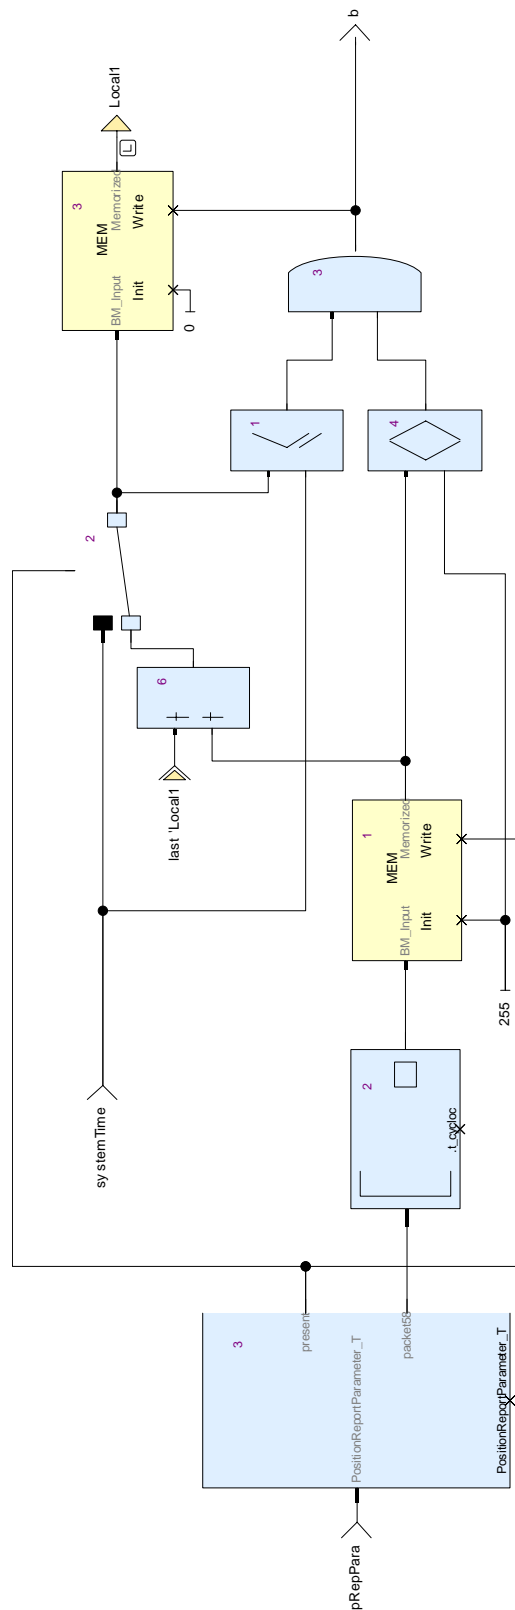 pRepPara
PositionReportParameter_T
3
present
packet58
PositionReportParameter_T
2
.t_cycloc
255
1
BM_Input
MEM
Memorized
Init
Write
systemTime
last 'Local1
6
+
+
2
1
4
3
0
3
BM_Input
MEM
Memorized
Init
Write
L
Local1
b